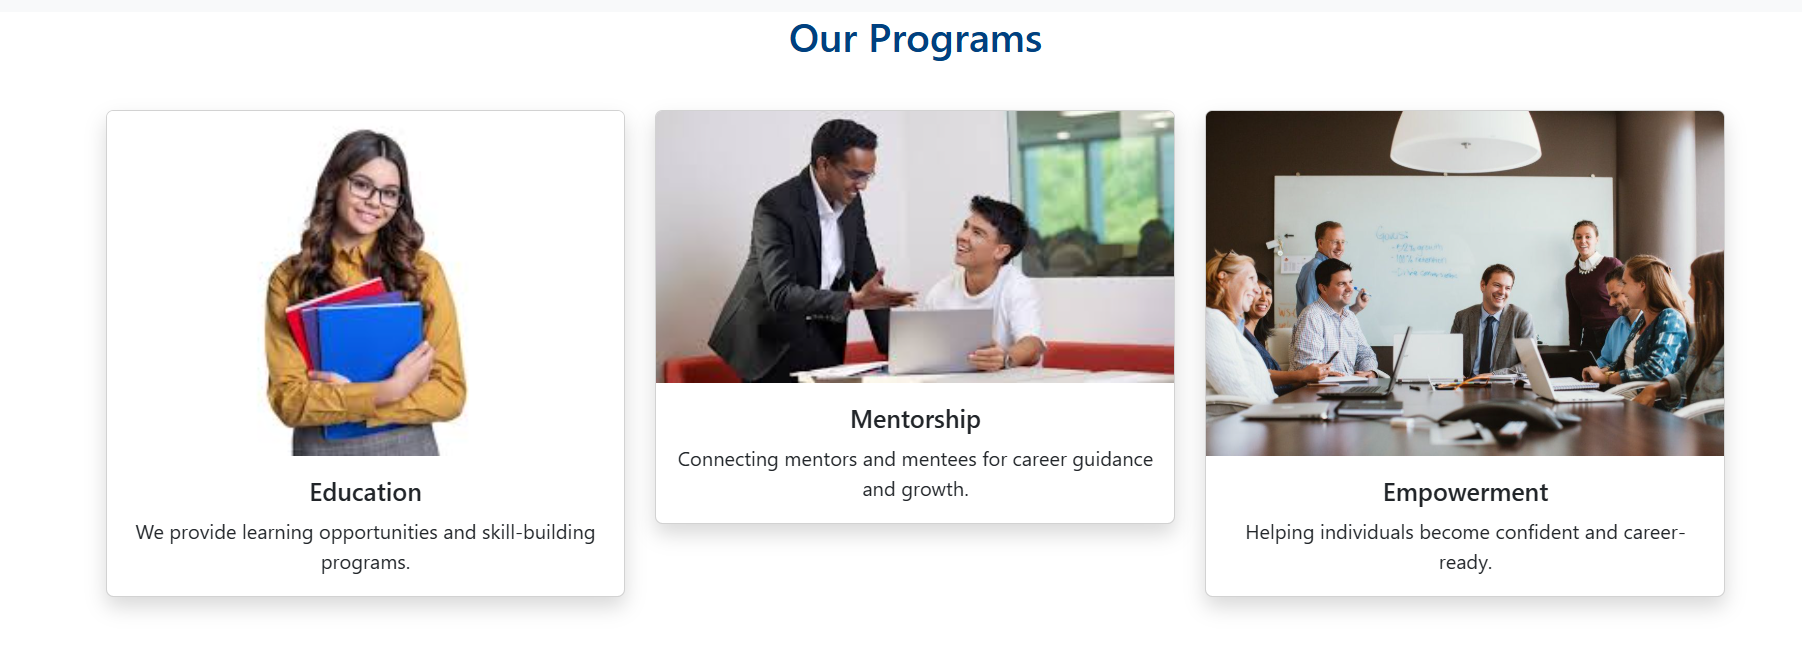 Our Programs
Education
We provide learning opportunities and skill-building
programs.
Mentorship
Connecting mentors and mentees for career guidance
and growth.
Goals
Empowerment
Helping individuals become confident and career-
ready.